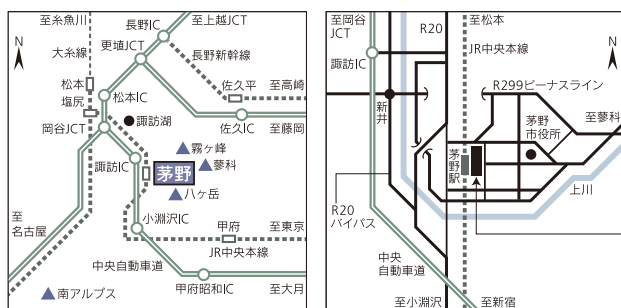 至糸魚川
長野IC
至上越JCT
N
更埴JCT
大糸線
長野新幹線
松本
塩尻
松本IC
佐久平
至高崎
諏訪湖
岡谷JCT
佐久IC
至藤岡
霧ヶ峰
諏訪IC
茅野
蓼科
八ヶ岳
至
名古屋
小淵沢IC
甲府
至東京
JR中央本線
中央自動車道
南アルプス
甲府昭和IC
至大月
至岡谷
JCT
R20
至松本
N
JR中央本線
諏訪IC
R299ビーナスライン
新井
茅野
市役所
至蓼科
茅野駅
R20
バイパス
上川
中央
自動車道
至小淵沢
至新宿